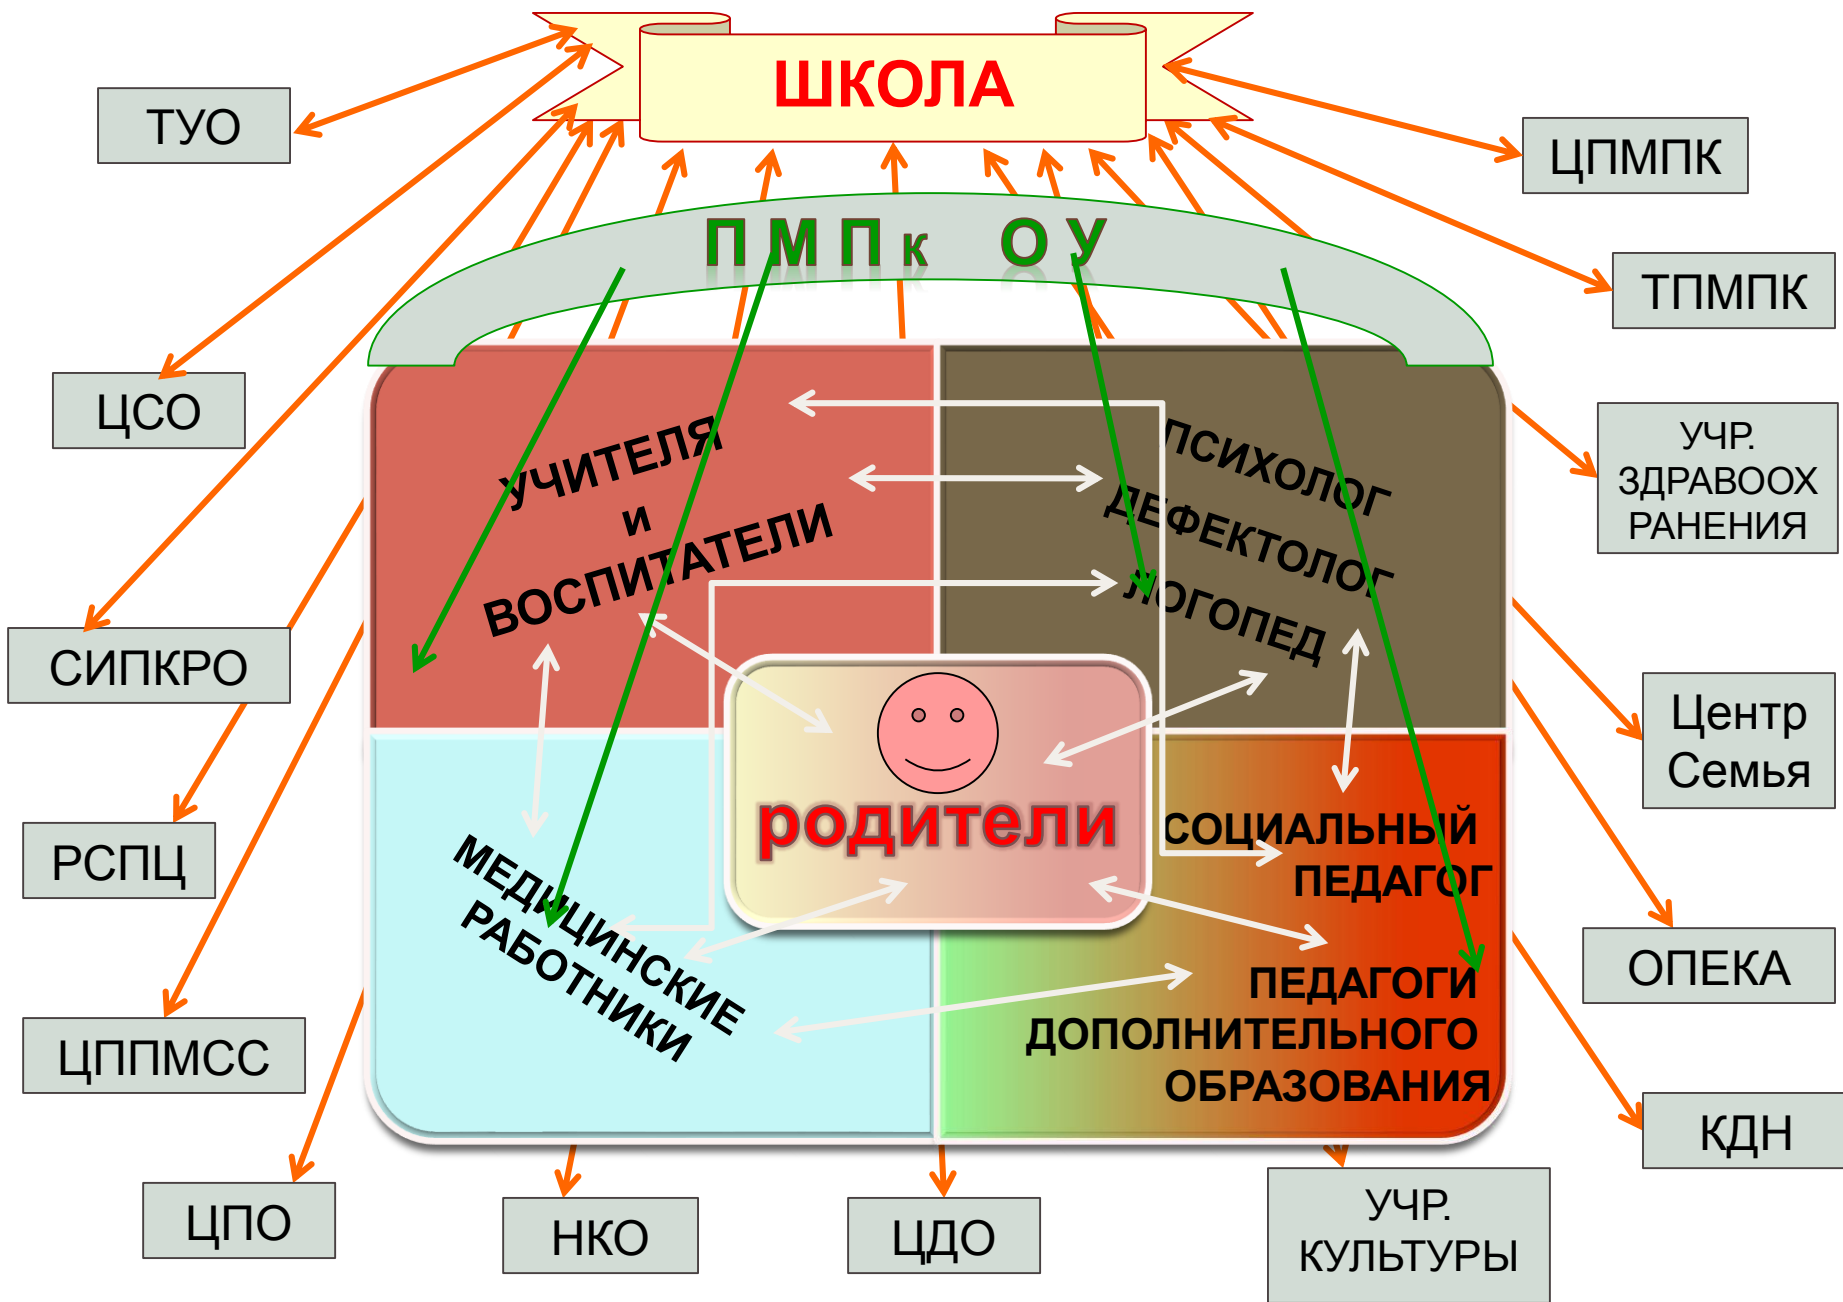 ШКОЛА
ТУО
ЦПМПК
ПМПк ОУ
ТПМПК
ЦСО
УЧР.
ЗДРАВООХ
РАНЕНИЯ
УЧИТЕЛЯ
и
ВОСПИТАТЕЛИ
ПСИХОЛОГ
ДЕФЕКТОЛОГ
ЛОГОПЕД
СИПКРО
Центр
Семья
родители
РСПЦ
МЕДИЦИНСКИЕ
РАБОТНИКИ
СОЦИАЛЬНЫЙ
ПЕДАГОГ
ПЕДАГОГИ
ДОПОЛНИТЕЛЬНОГО
ОБРАЗОВАНИЯ
ОПЕКА
ЦППМСС
КДН
ЦПО
НКО
ЦДО
УЧР.
КУЛЬТУРЫ